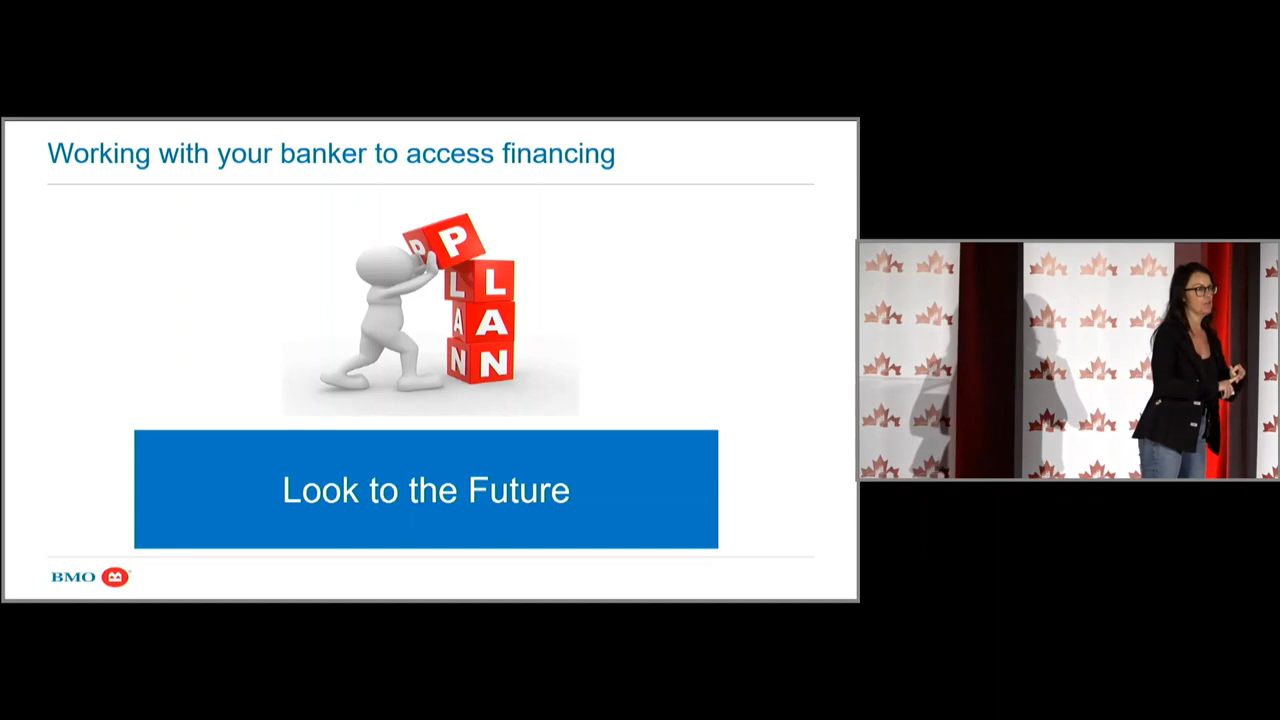 Working with your banker to access financing
P P
L L
A A
N N
Look to the Future
BMO